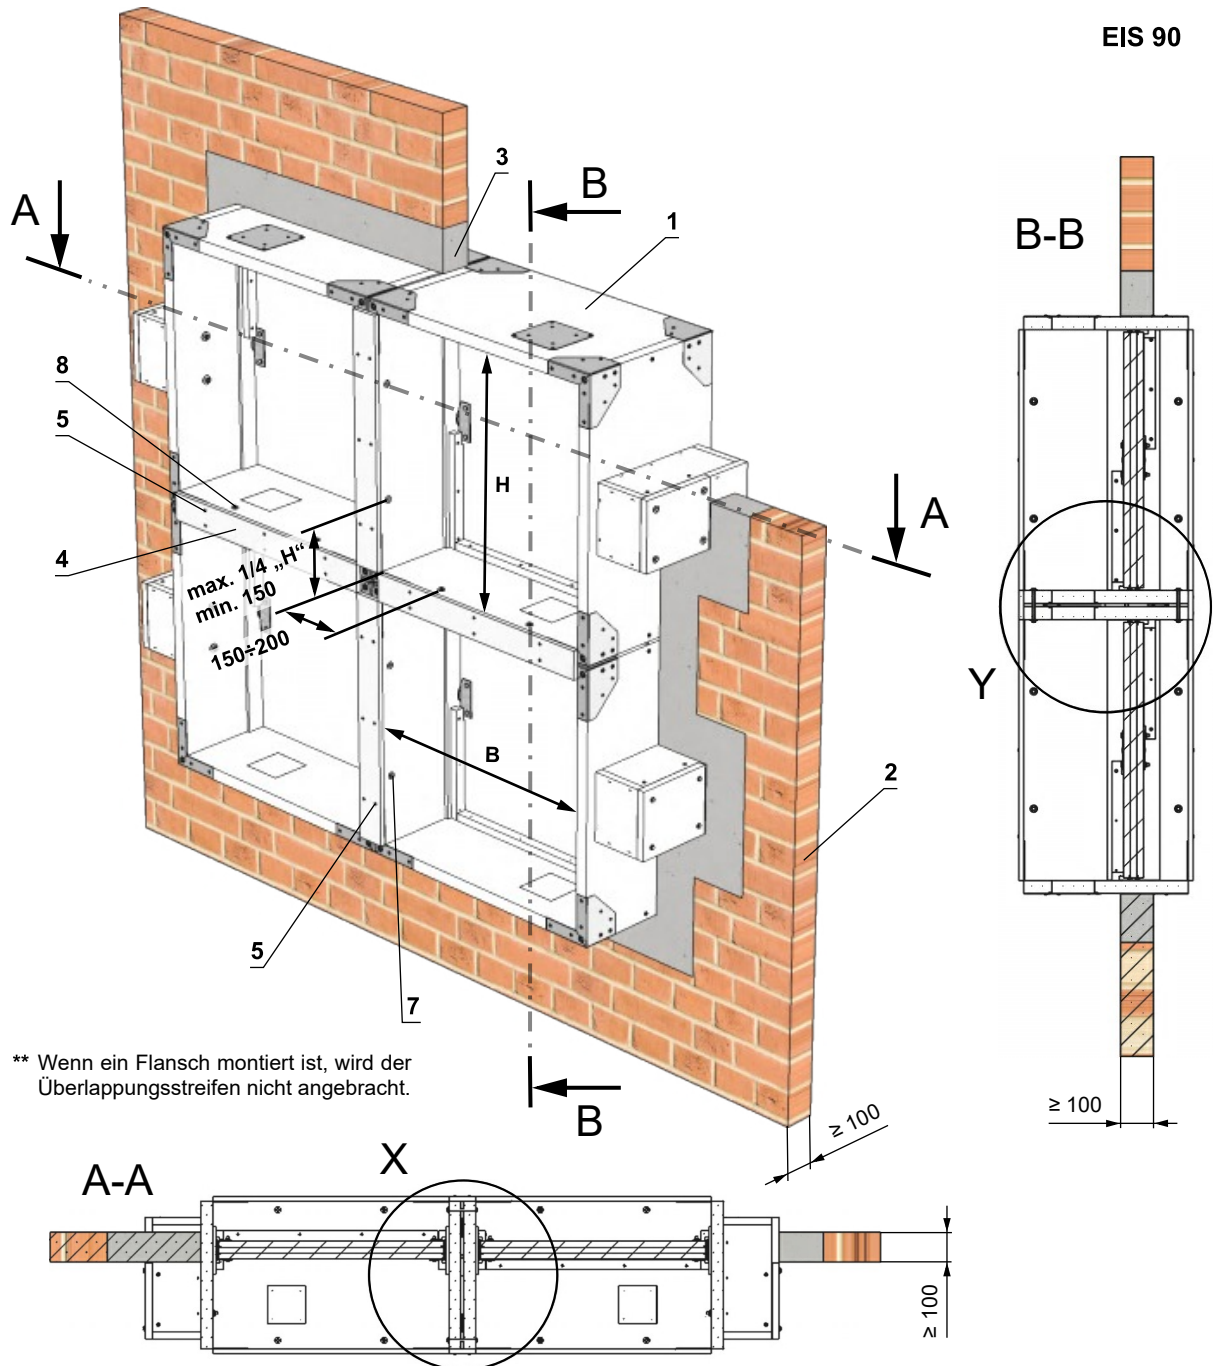 EIS 90
A
3
B
1
B-B
8
5
4
H
A
max. 1/4 „H“
min. 150
150÷200
B
Y
2
5
7
** Wenn ein Flansch montiert ist, wird der
Überlappungsstreifen nicht angebracht.
B
≥ 100
≥ 100
A-A
X
≥ 100